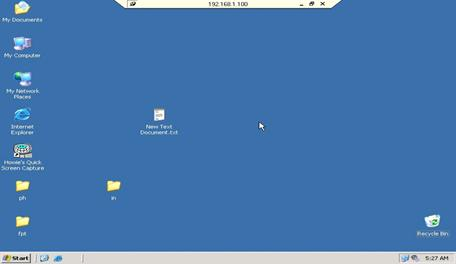 192.168.1.100
My Documents
My Computer
My Network
Places
Internet
Explorer
New Text
Document.txt
Howie's Quick
Screen Capture
ph
in
fpt
Recycle Bin
Start
5:27 AM